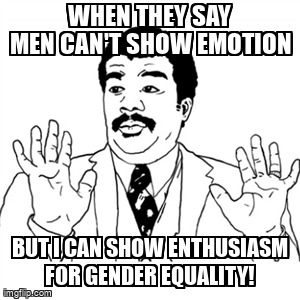 WHEN THEY SAY
MEN CAN'T SHOW EMOTION
BUT I CAN SHOW ENTHUSIASM
FOR GENDER EQUALITY!
imgflip.com